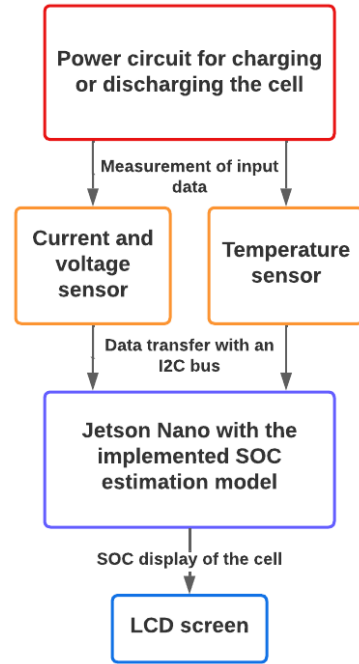 Power circuit for charging
or discharging the cell
Measurement of input
data
Current and
voltage
sensor
Temperature
sensor
Data transfer with an
I2C bus
Jetson Nano with the
implemented SOC
estimation model
SOC display of the cell
LCD screen